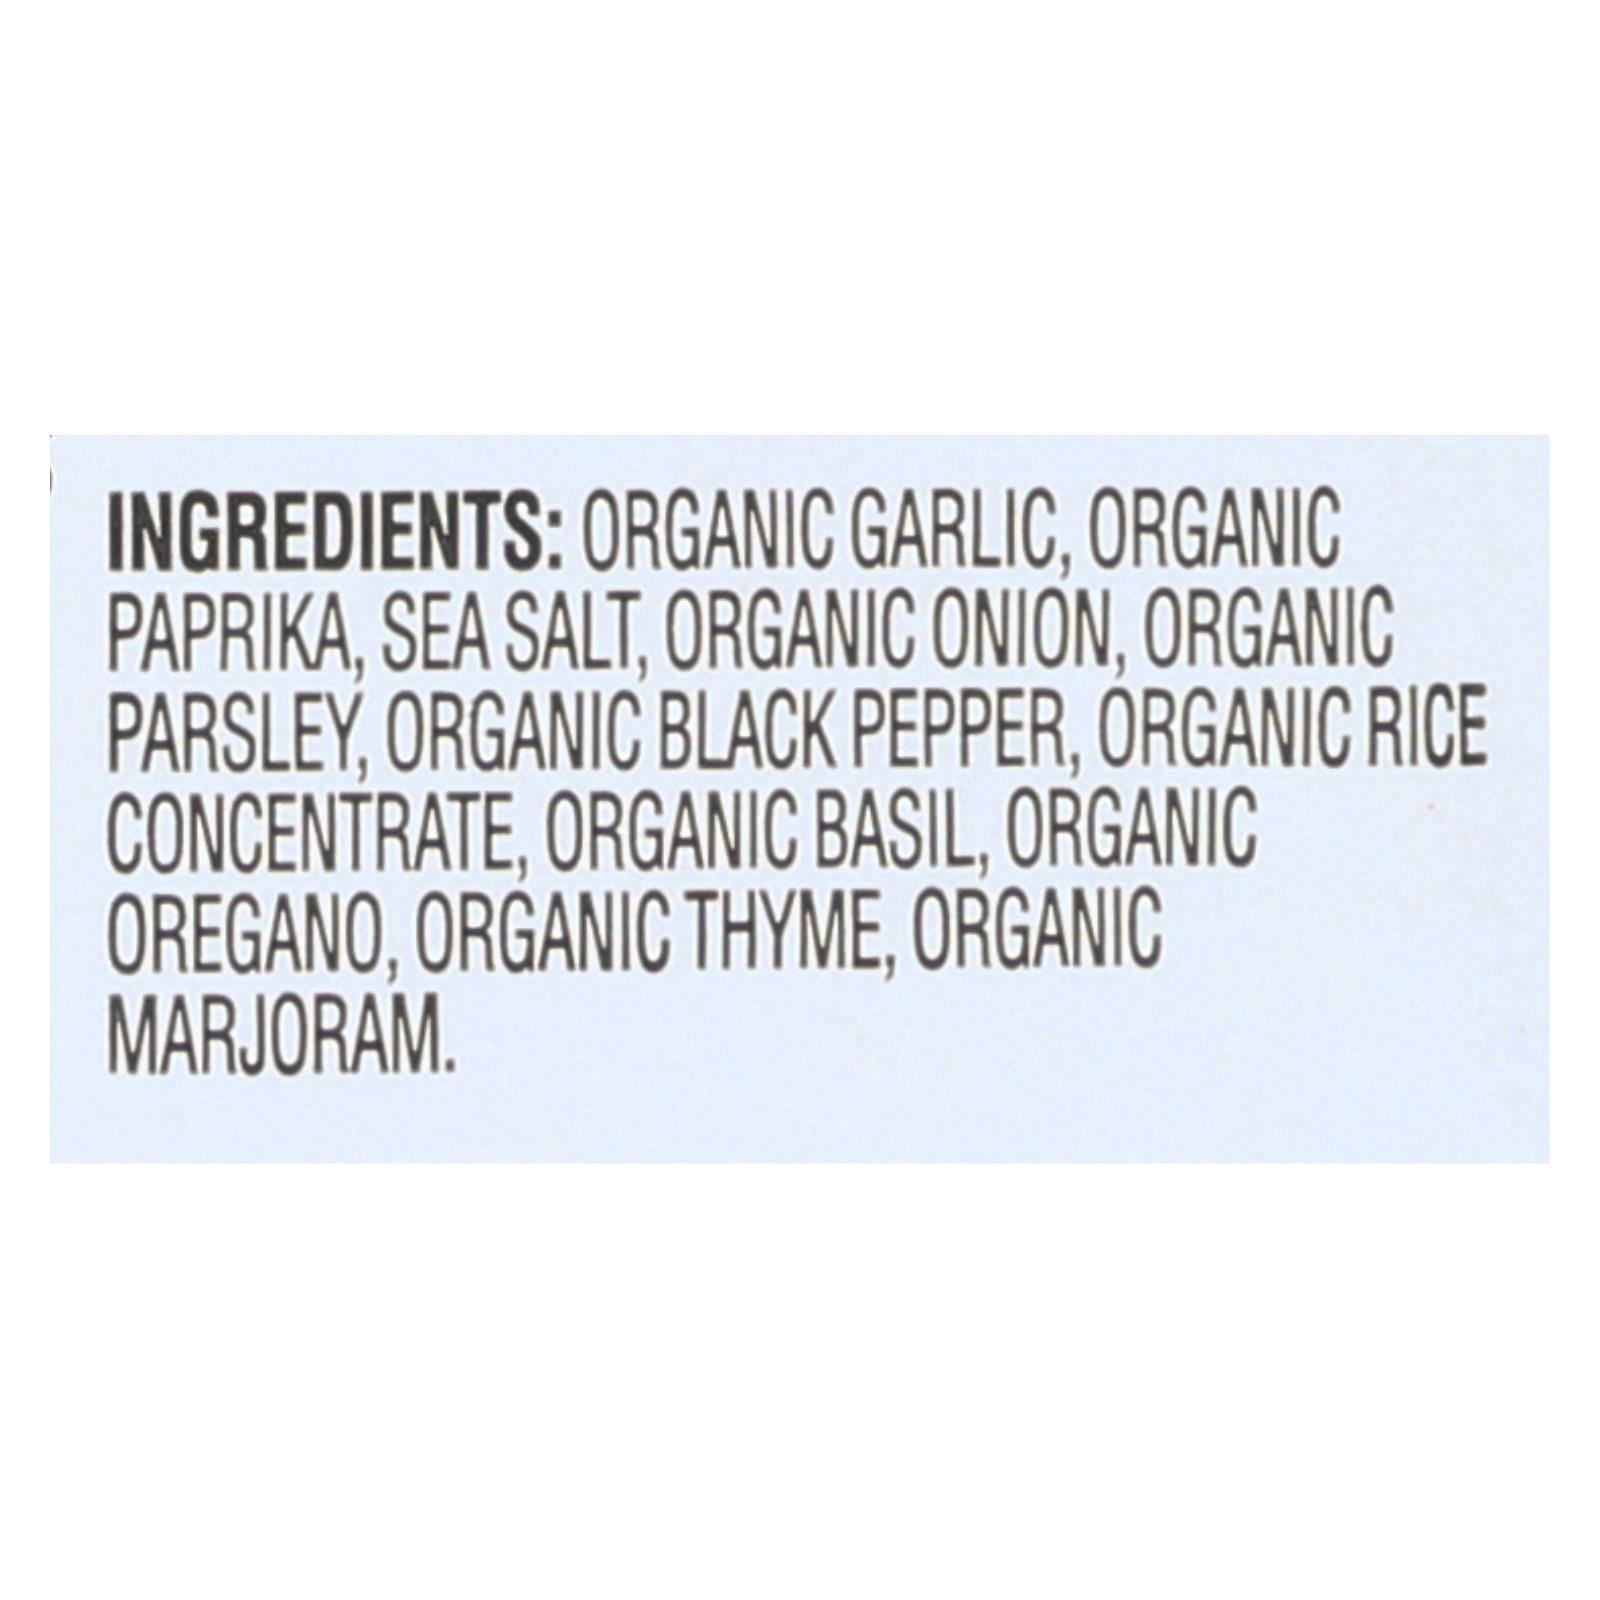 INGREDIENTS: ORGANIC GARLIC, ORGANIC
PAPRIKA, SEA SALT, ORGANIC ONION, ORGANIC
PARSLEY, ORGANIC BLACK PEPPER, ORGANIC RICE
CONCENTRATE, ORGANIC BASIL, ORGANIC
OREGANO, ORGANIC THYME, ORGANIC
MARJORAM.